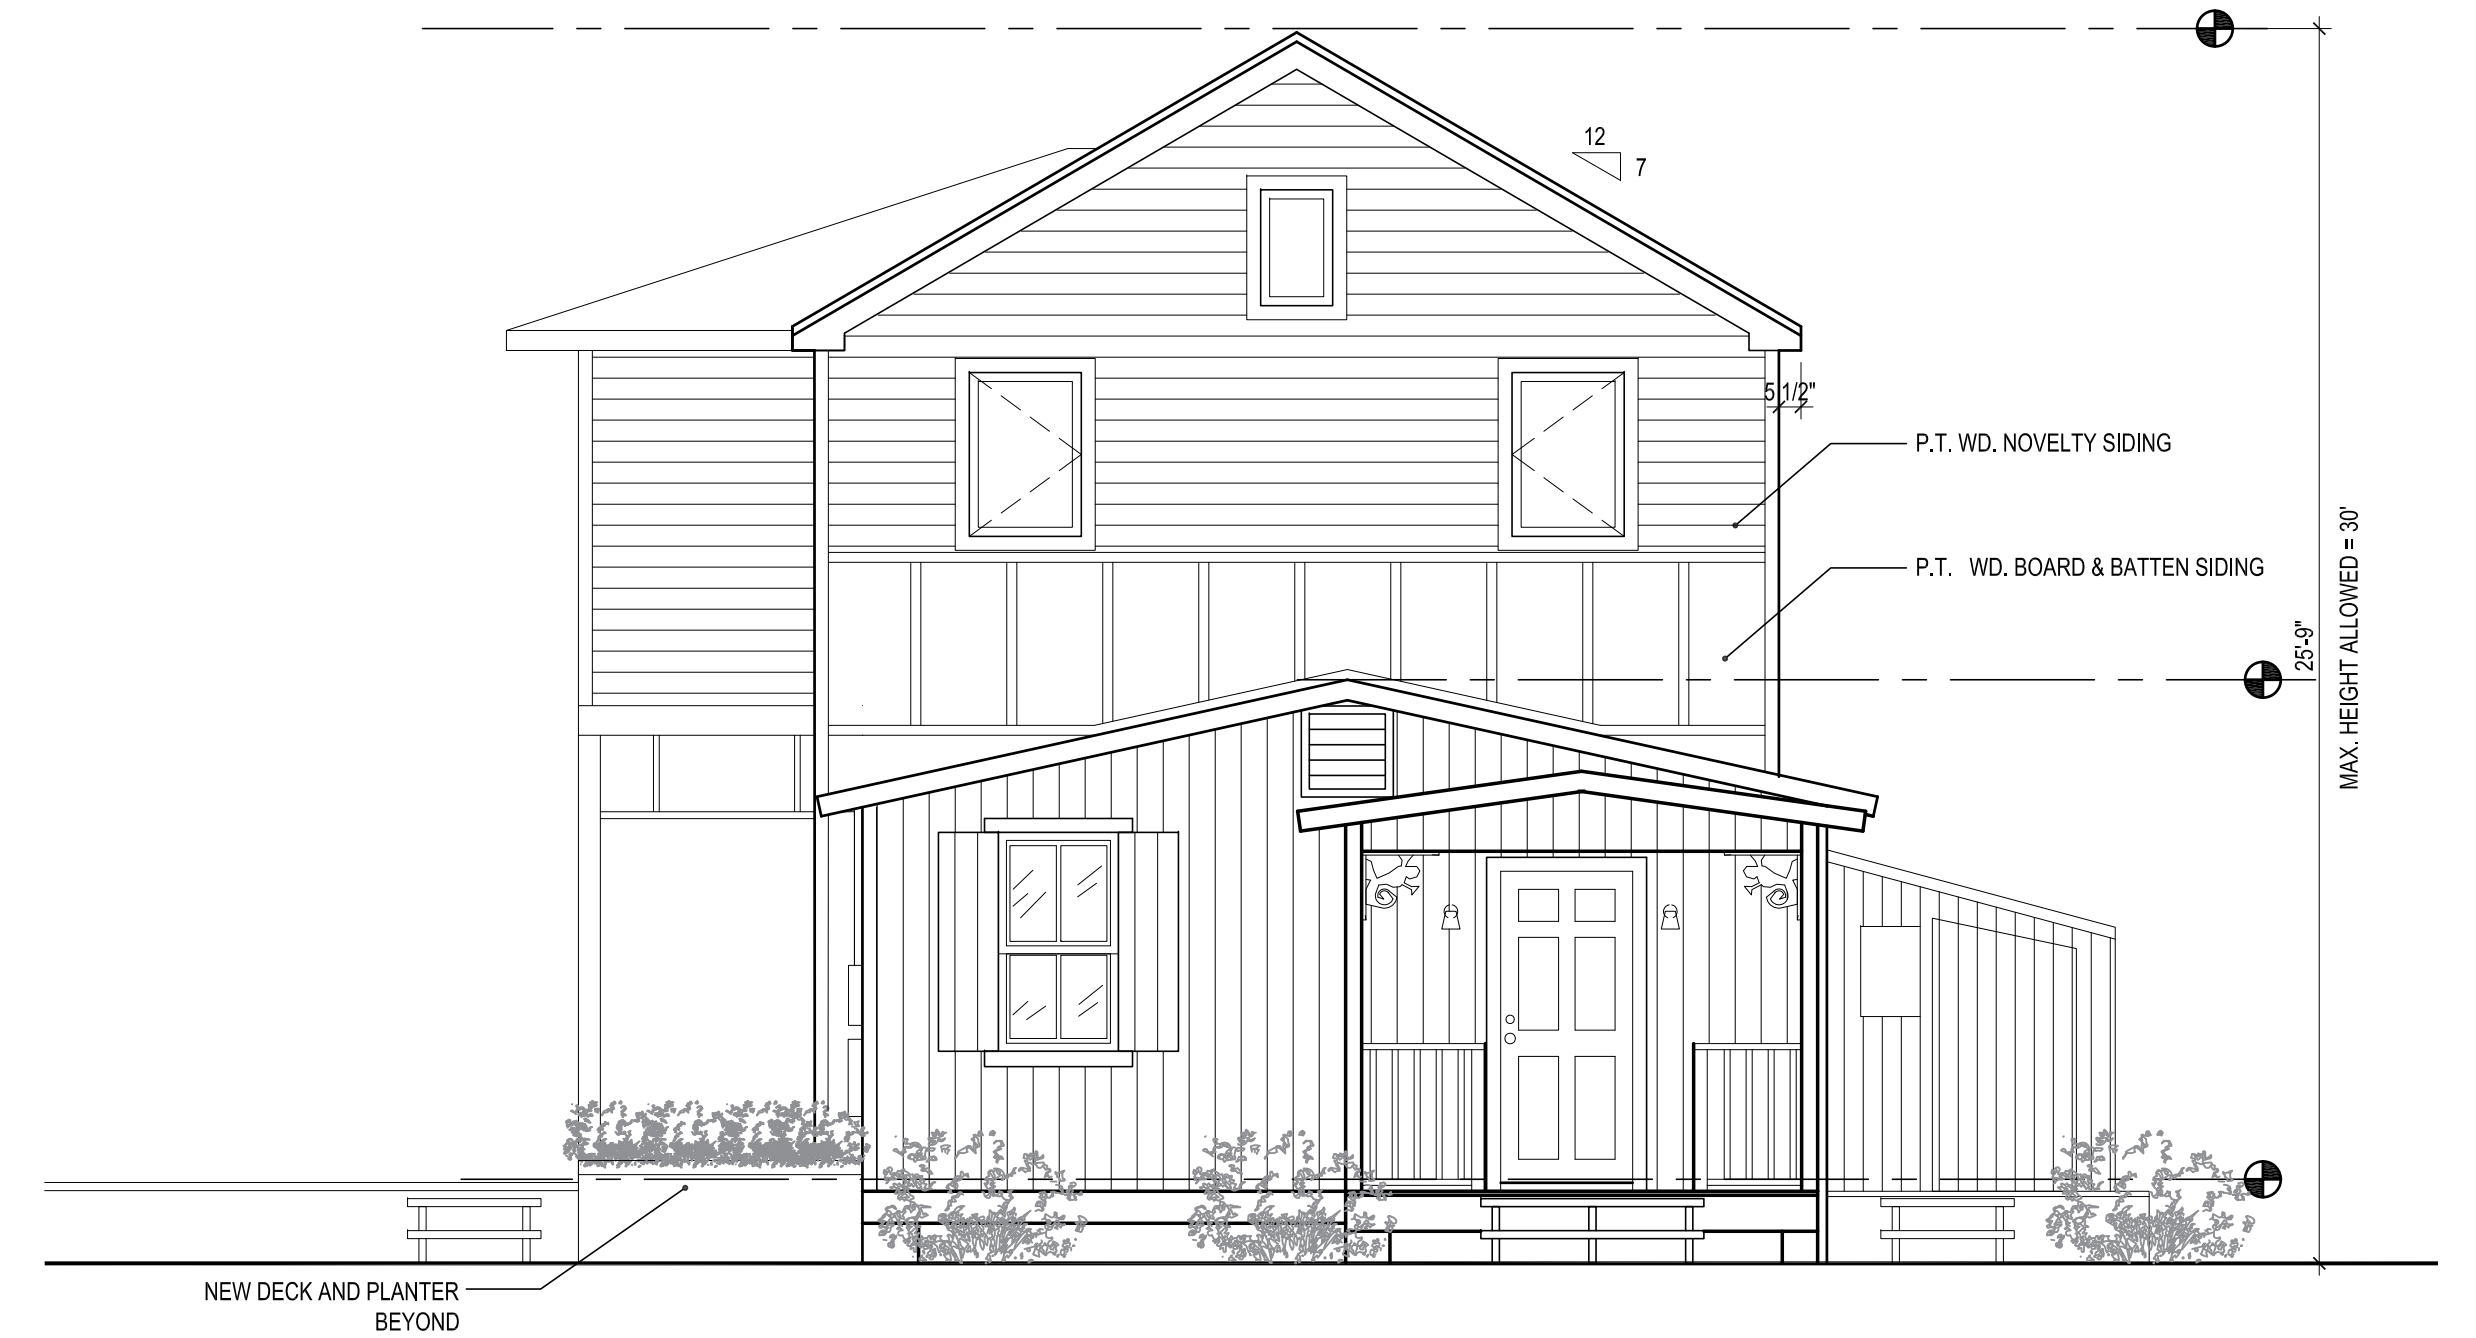 12
7
5 1/2"
P.T. WD. NOVELTY SIDING
P.T. WD. BOARD & BATTEN SIDING
25'-9"
MAX. HEIGHT ALLOWED = 30'
NEW DECK AND PLANTER
BEYOND